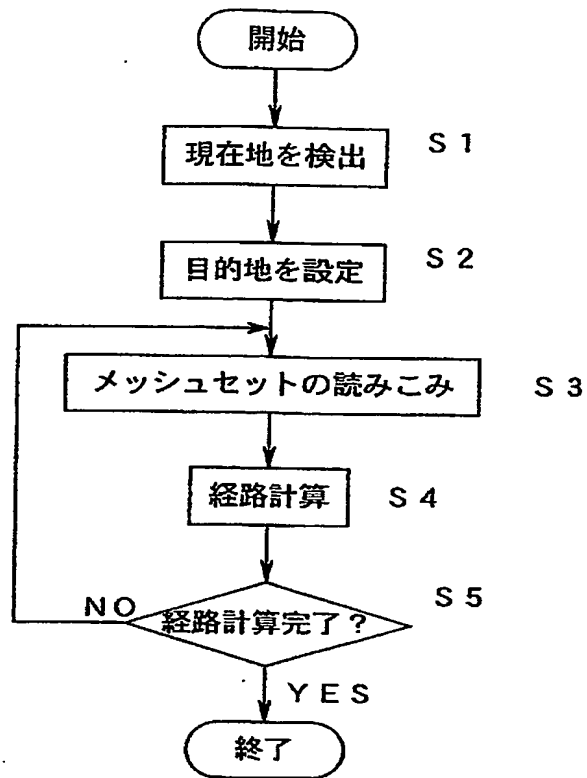 開始
現在地を検出 S1
目的地を設定 S2
メッシュセットの読みこみ S3
経路計算 S4
経路計算完了? S5
NO
YES
終了